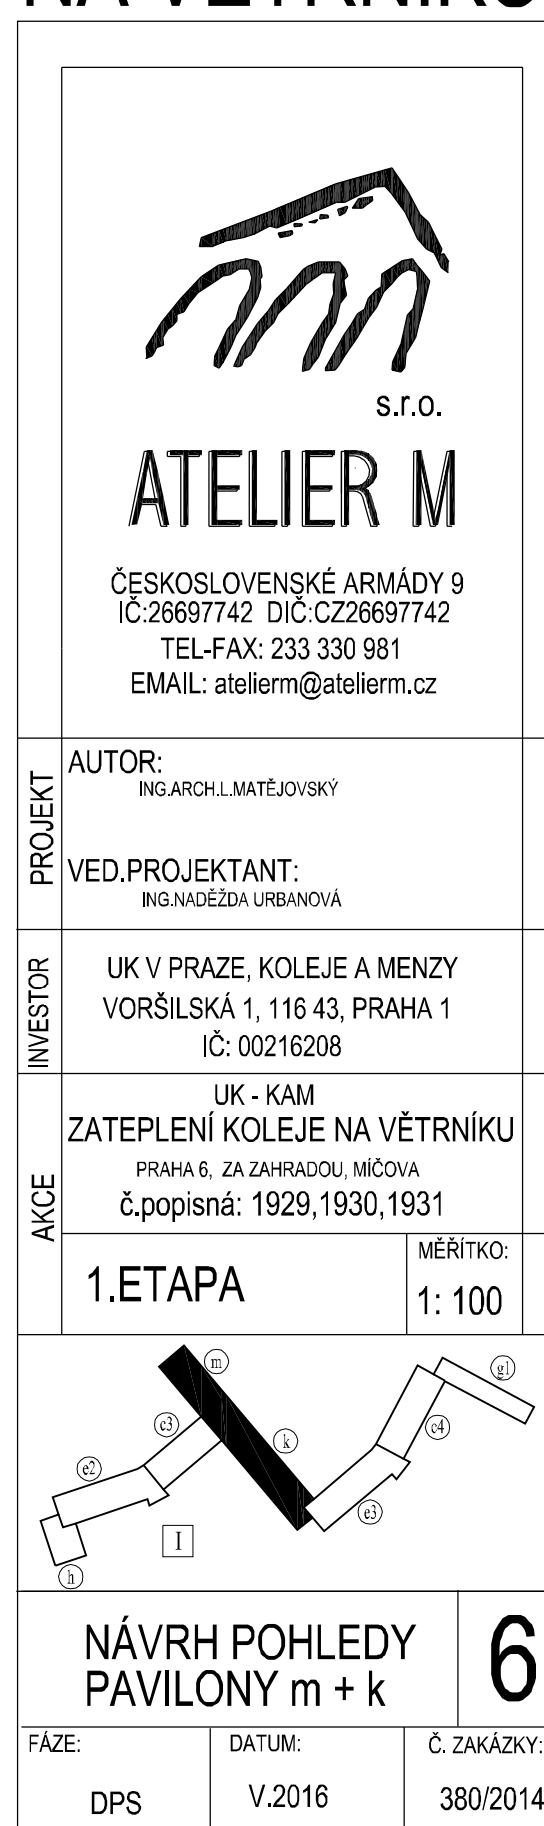 s.r.o.
ATELIER M
ČESKOSLOVENSKÉ ARMÁDY 9
IČ:26697742 DIČ:CZ26697742
TEL-FAX: 233 330 981
EMAIL: atelierm@atelierm.cz
PROJEKT
AUTOR:
ING.ARCH.L.MATĚJOVSKÝ
VED.PROJEKTANT:
ING.NADĚŽDA URBANOVÁ
INVESTOR
UK V PRAZE, KOLEJE A MENZY
VORŠILSKÁ 1, 116 43, PRAHA 1
IČ: 00216208
AKCE
UK - KAM
ZATEPLENÍ KOLEJE NA VĚTRNÍKU
PRAHA 6, ZA ZAHRADOU, MÍČOVA
č.popisná: 1929,1930,1931
1.ETAPA
MĚŘÍTKO:
1: 100
m
g1
c3
c4
k
e2
e3
I
h
NÁVRH POHLEDY
PAVILONY m + k
6
FÁZE:
DPS
DATUM:
V.2016
Č. ZAKÁZKY:
380/2014